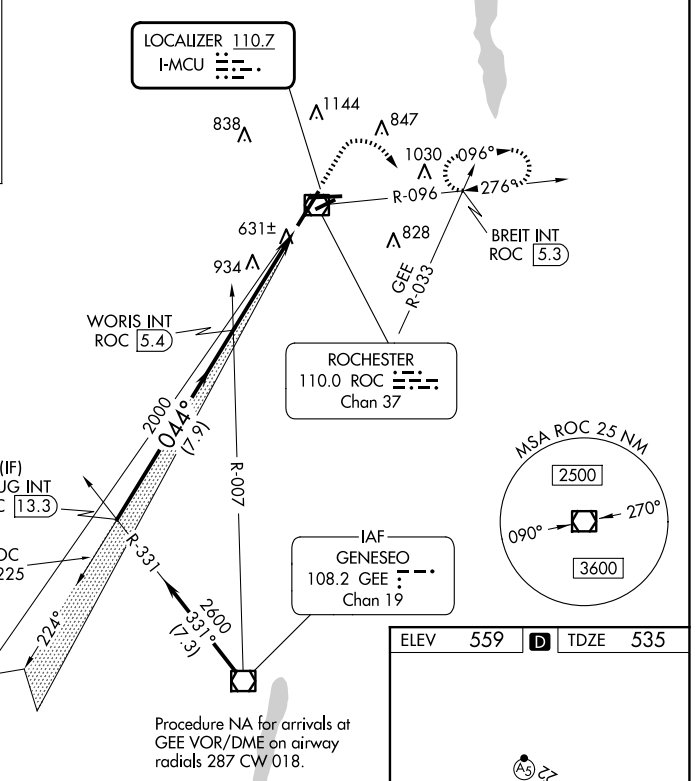 LOCALIZER 110.7
I-MCU
838
1144
847
1030
096°
R-096
276°
631±
934
828
BREIT INT
ROC 5.3
GEE
R-033
WORIS INT
ROC 5.4
ROCHESTER
110.0 ROC
Chan 37
2000
044°
(7.9)
R-007
MSA ROC 25 NM
2500
090°
270°
3600
(IF)
UG INT
C 13.3
OC
225
R-331
224°
2600
331°
(7.3)
IAF
GENESEO
108.2 GEE
Chan 19
ELEV 559 D TDZE 535
Procedure NA for arrivals at
GEE VOR/DME on airway
radials 287 CW 018.
A5
22